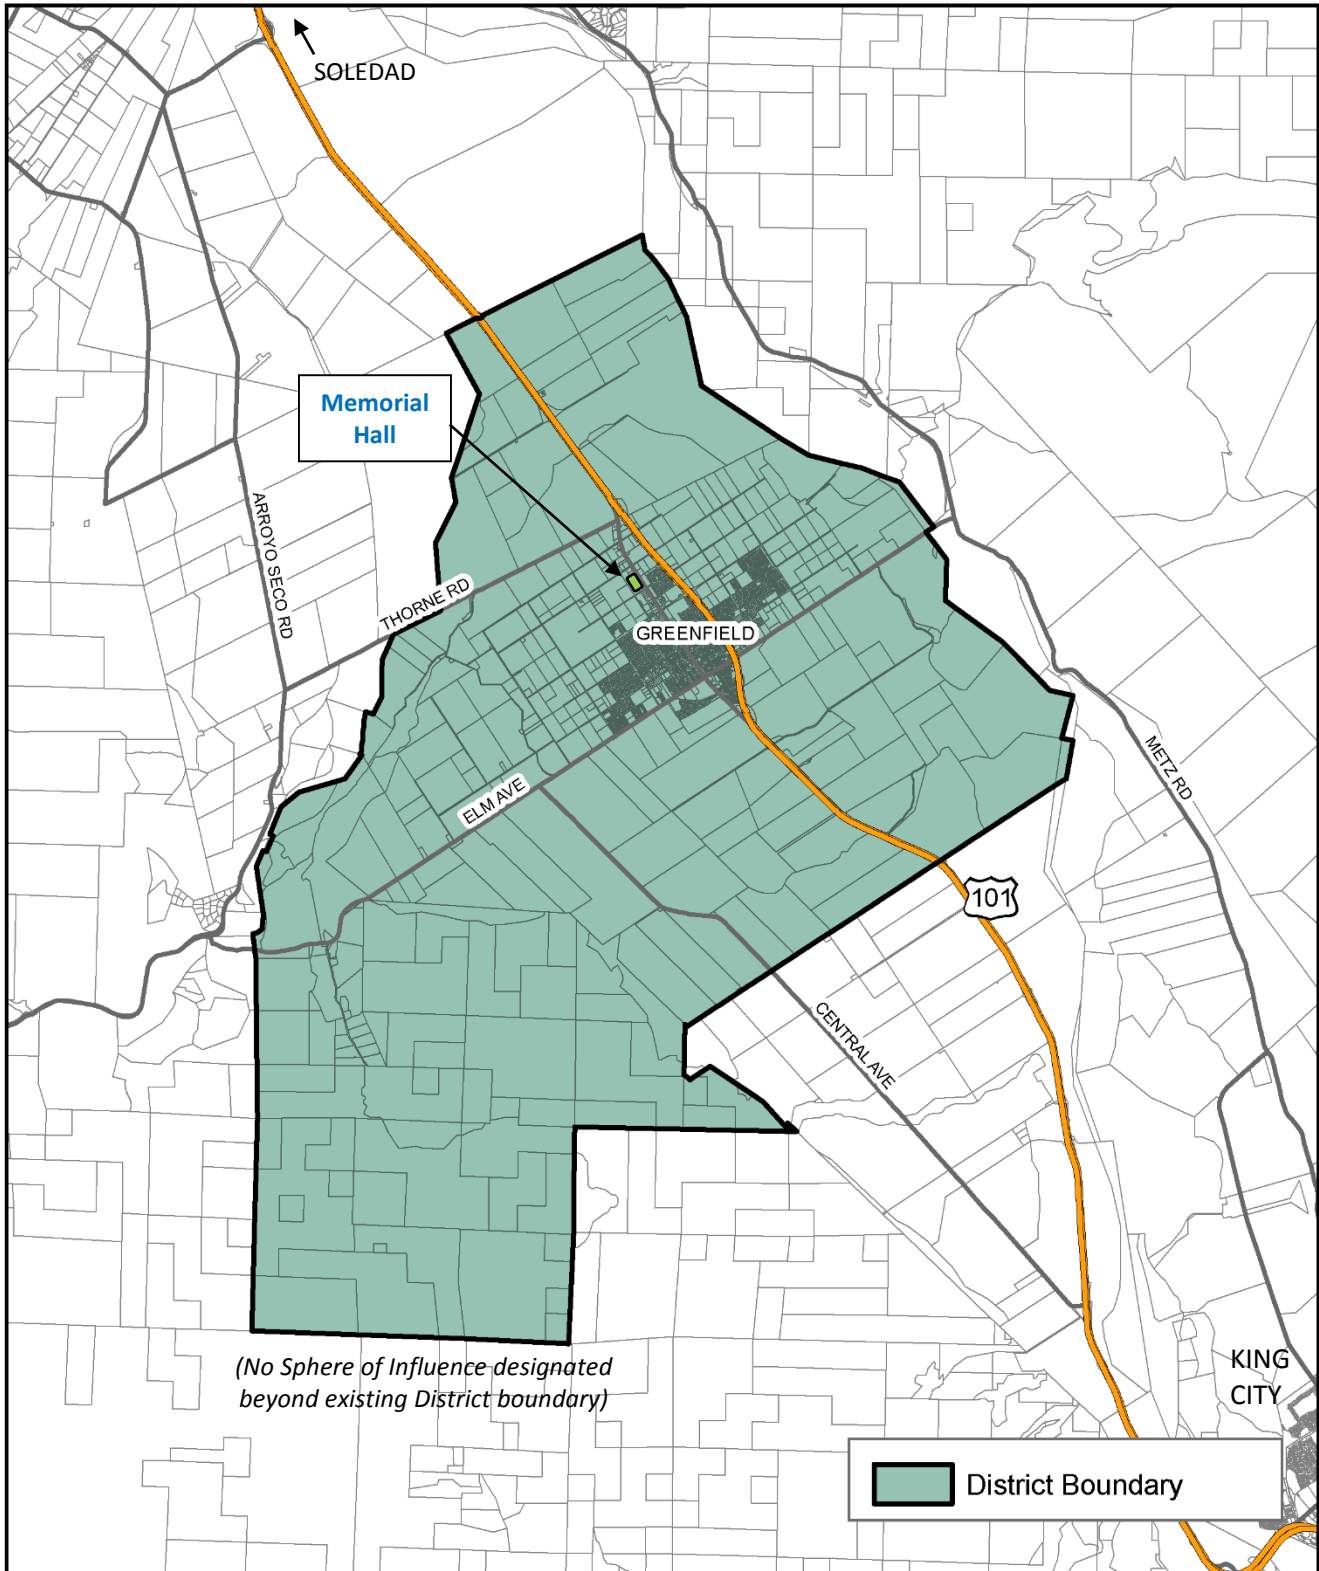 SOLEDAD
Memorial
Hall
ARROYO SECO RD
THORNE RD
GREENFIELD
METZ RD
ELM AVE
101
CENTRAL AVE
(No Sphere of Influence designated
beyond existing District boundary)
KING
CITY
District Boundary